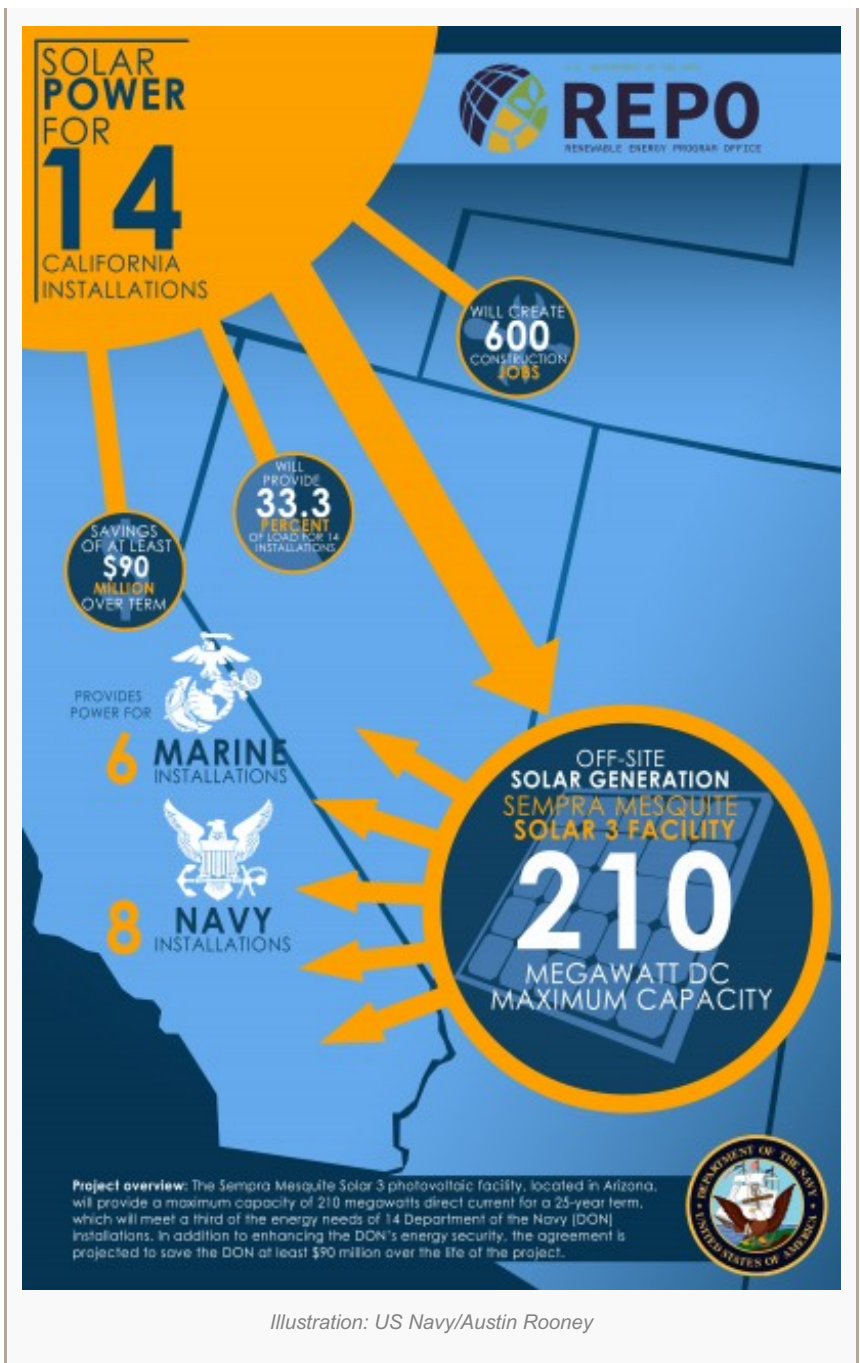 SOLAR
POWER
FOR
14
CALIFORNIA
INSTALLATIONS
REPO
RENEWABLE ENERGY PROGRAM OFFICE
WILL CREATE
600
CONSTRUCTION
JOBS
WILL
PROVIDE
33.3
PERCENT
OF LOAD FOR 14
INSTALLATIONS
SAVINGS
OF AT LEAST
$90
MILLION
OVER TERM
PROVIDES
POWER FOR
6 MARINE
INSTALLATIONS
8 NAVY
INSTALLATIONS
OFF-SITE
SOLAR GENERATION
SEMPRA MESQUITE
SOLAR 3 FACILITY
210
MEGAWATT DC
MAXIMUM CAPACITY
Project overview: The Sempra Mesquite Solar 3 photovoltaic facility, located in Arizona,
will provide a maximum capacity of 210 megawatts direct current for a 25-year term,
which will meet a third of the energy needs of 14 Department of the Navy (DON)
installations. In addition to enhancing the DON's energy security, the agreement is
projected to save the DON at least $90 million over the life of the project.
DEPARTMENT OF THE NAVY
UNITED STATES OF AMERICA
Illustration: US Navy/Austin Rooney